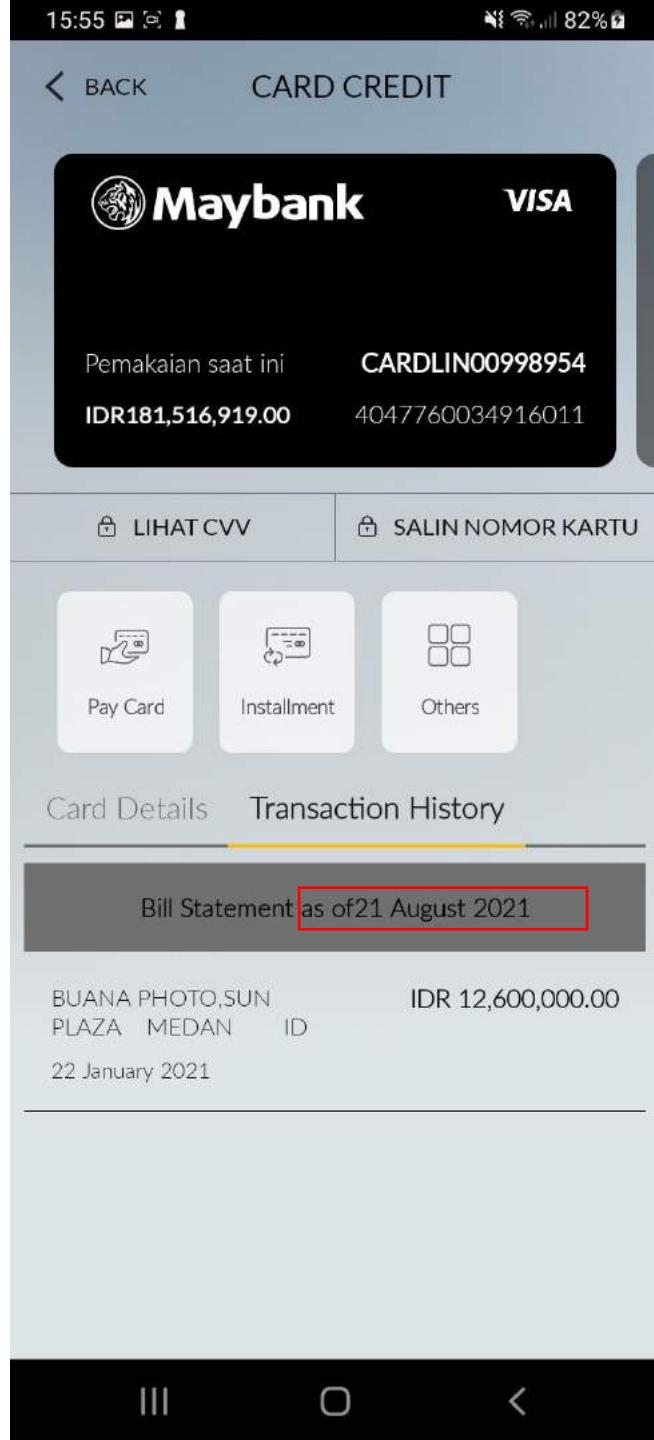 15:55 82%
BACK CARD CREDIT
Maybank VISA
Pemakaian saat ini CARDLIN00998954
IDR181,516,919.00 4047760034916011
LIHAT CVV SALIN NOMOR KARTU
Pay Card Installment Others
Card Details Transaction History
Bill Statement as of21 August 2021
BUANA PHOTO,SUN IDR 12,600,000.00
PLAZA MEDAN ID
22 January 2021